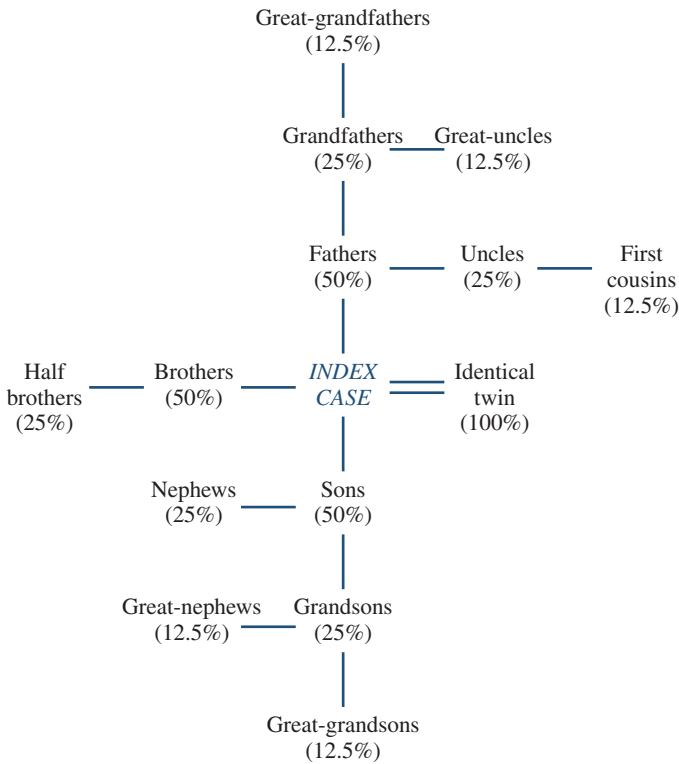 Great-grandfathers
(12.5%)
Grandfathers
(25%)
Great-uncles
(12.5%)
Fathers
(50%)
Uncles
(25%)
First
cousins
(12.5%)
Half
brothers
(25%)
Brothers
(50%)
INDEX
CASE
Identical
twin
(100%)
Nephews
(25%)
Sons
(50%)
Great-nephews
(12.5%)
Grandsons
(25%)
Great-grandsons
(12.5%)